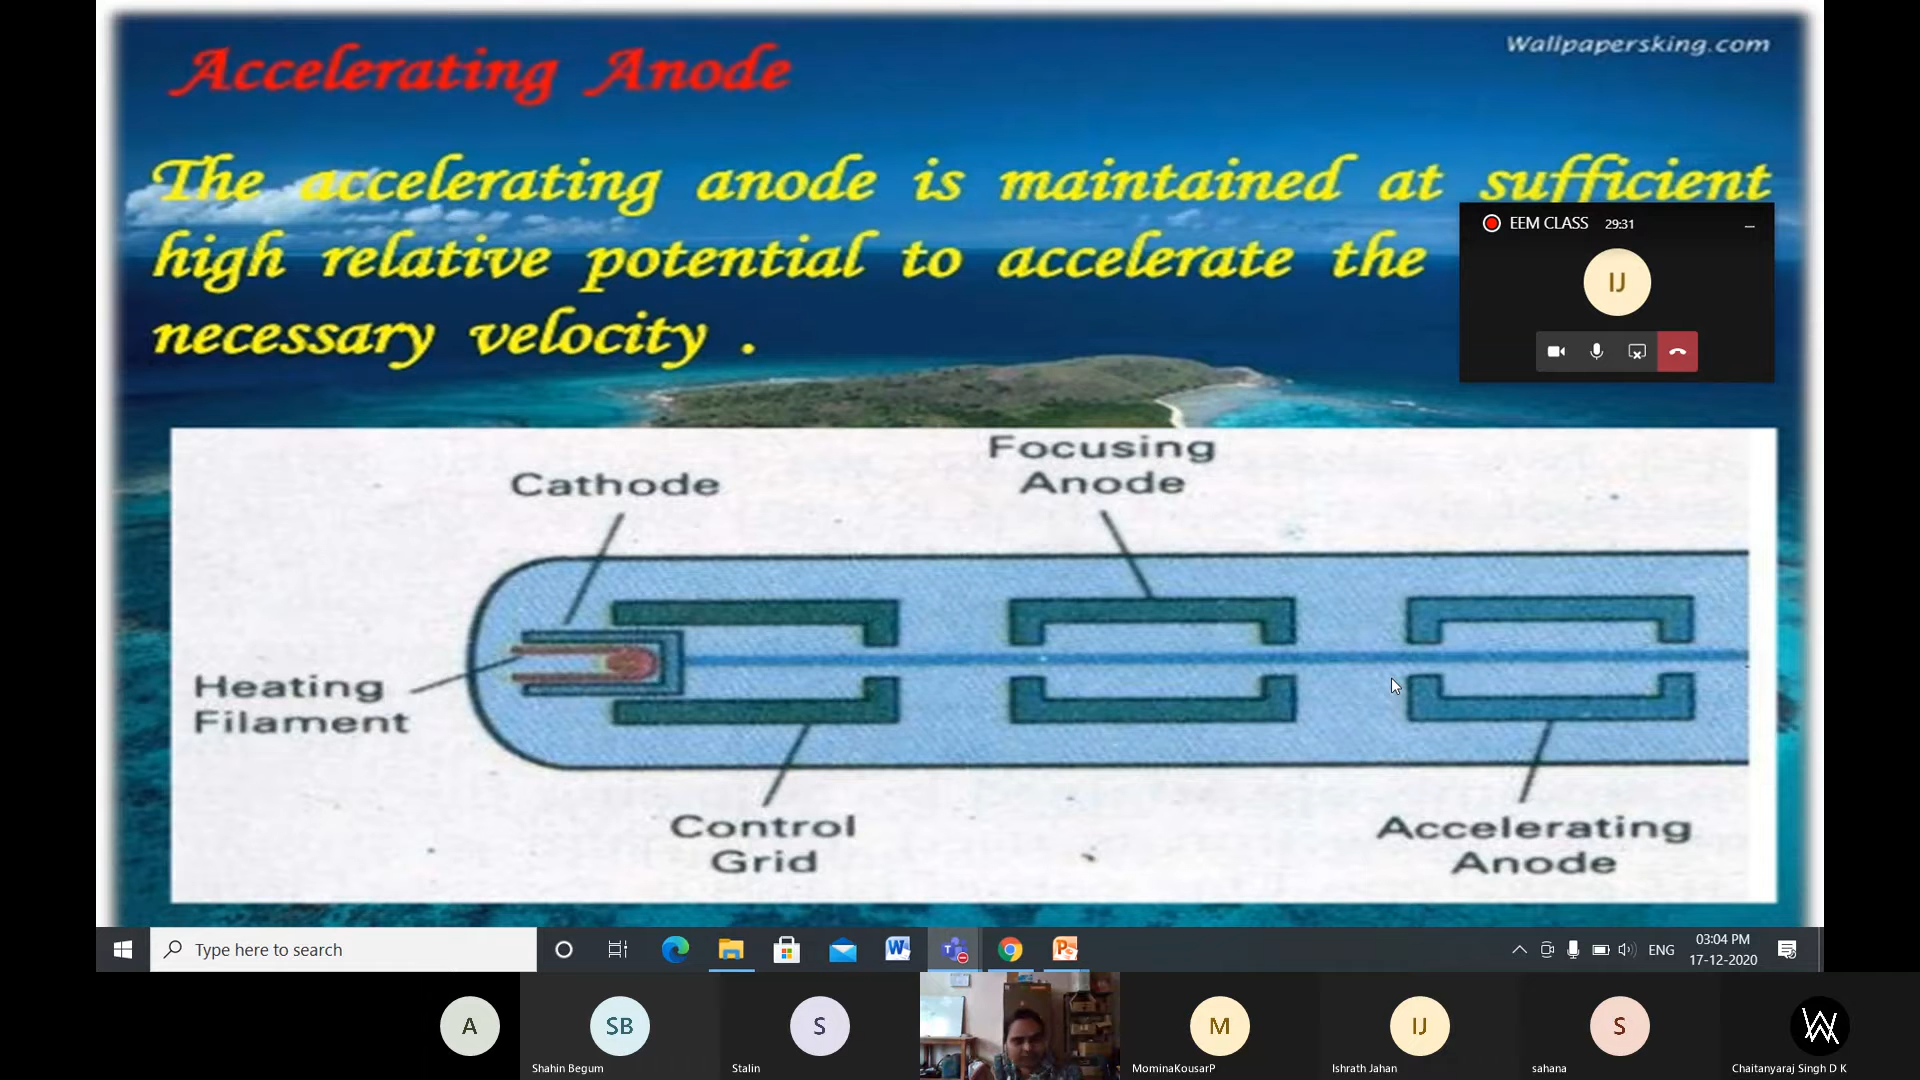 Wallpapersking.com
Accelerating Anode
The accelerating anode is maintained at sufficient
high relative potential to accelerate the
necessary velocity .
EEM CLASS 29:31
IJ
Focusing
Anode
Cathode
Heating
Filament
Control
Grid
Accelerating
Anode
Type here to search
ENG
03:04 PM
17-12-2020
A
SB
S
M
IJ
S
Shahin Begum
Stalin
MominaKousarP
Ishrath Jahan
sahana
Chaitanyaraj Singh D K